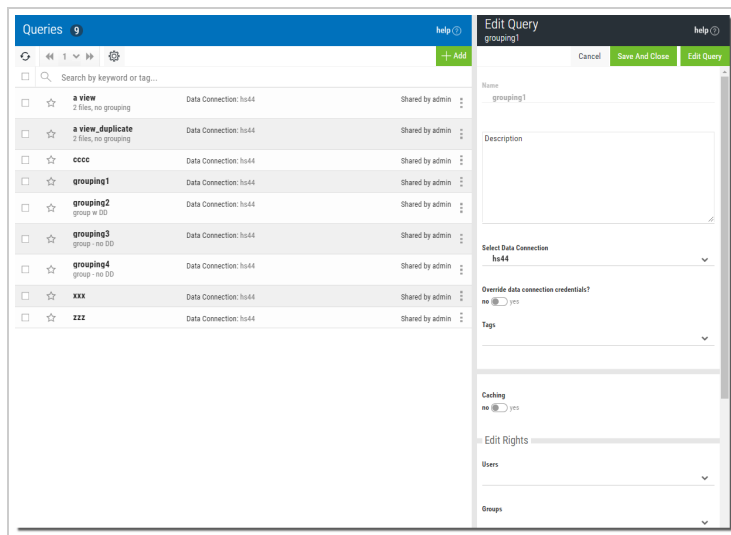 Queries 9 help ?
1
+ Add
Search by keyword or tag...
a view Data Connection: hs44 Shared by admin
2 files, no grouping
a view_duplicate Data Connection: hs44 Shared by admin
2 files, no grouping
cccc Data Connection: hs44 Shared by admin
grouping1 Data Connection: hs44 Shared by admin
grouping2 Data Connection: hs44 Shared by admin
group w DD
grouping3 Data Connection: hs44 Shared by admin
group - no DD
grouping4 Data Connection: hs44 Shared by admin
group - no DD
xxx Data Connection: hs44 Shared by admin
zzz Data Connection: hs44 Shared by admin
Edit Query help ?
grouping1
Cancel Save And Close Edit Query
Name
grouping1
Description
Select Data Connection
hs44
Override data connection credentials?
no yes
Tags
Caching
no yes
Edit Rights
Users
Groups